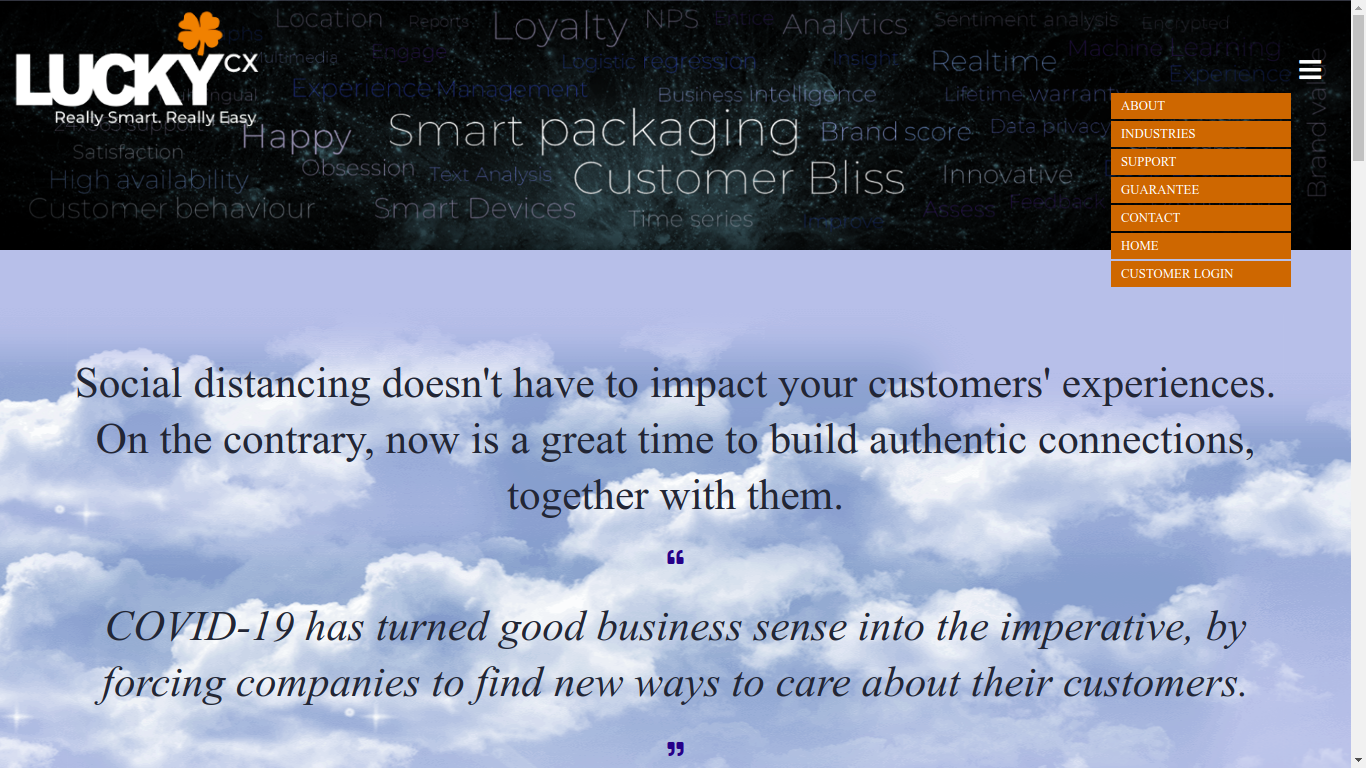 LUCKY CX
Really Smart. Really Easy
Location
Reports
Loyalty
NPS
Entice
Analytics
Sentiment analysis
Encrypted
Multimedia
Engage
Logistic regression
Insight
Realtime
Machine Learning
Experience
Experience Management
Business intelligence
Lifetime warranty
Brand value
Happy
Smart packaging
Brand score
Data privacy
Satisfaction
Obsession
Text Analysis
Customer Bliss
Innovative
High availability
Customer behaviour
Smart Devices
Time series
Improve
Assess
Feedback
ABOUT
INDUSTRIES
SUPPORT
GUARANTEE
CONTACT
HOME
CUSTOMER LOGIN
Social distancing doesn't have to impact your customers' experiences.
On the contrary, now is a great time to build authentic connections,
together with them.
❝
COVID-19 has turned good business sense into the imperative, by
forcing companies to find new ways to care about their customers.
❞